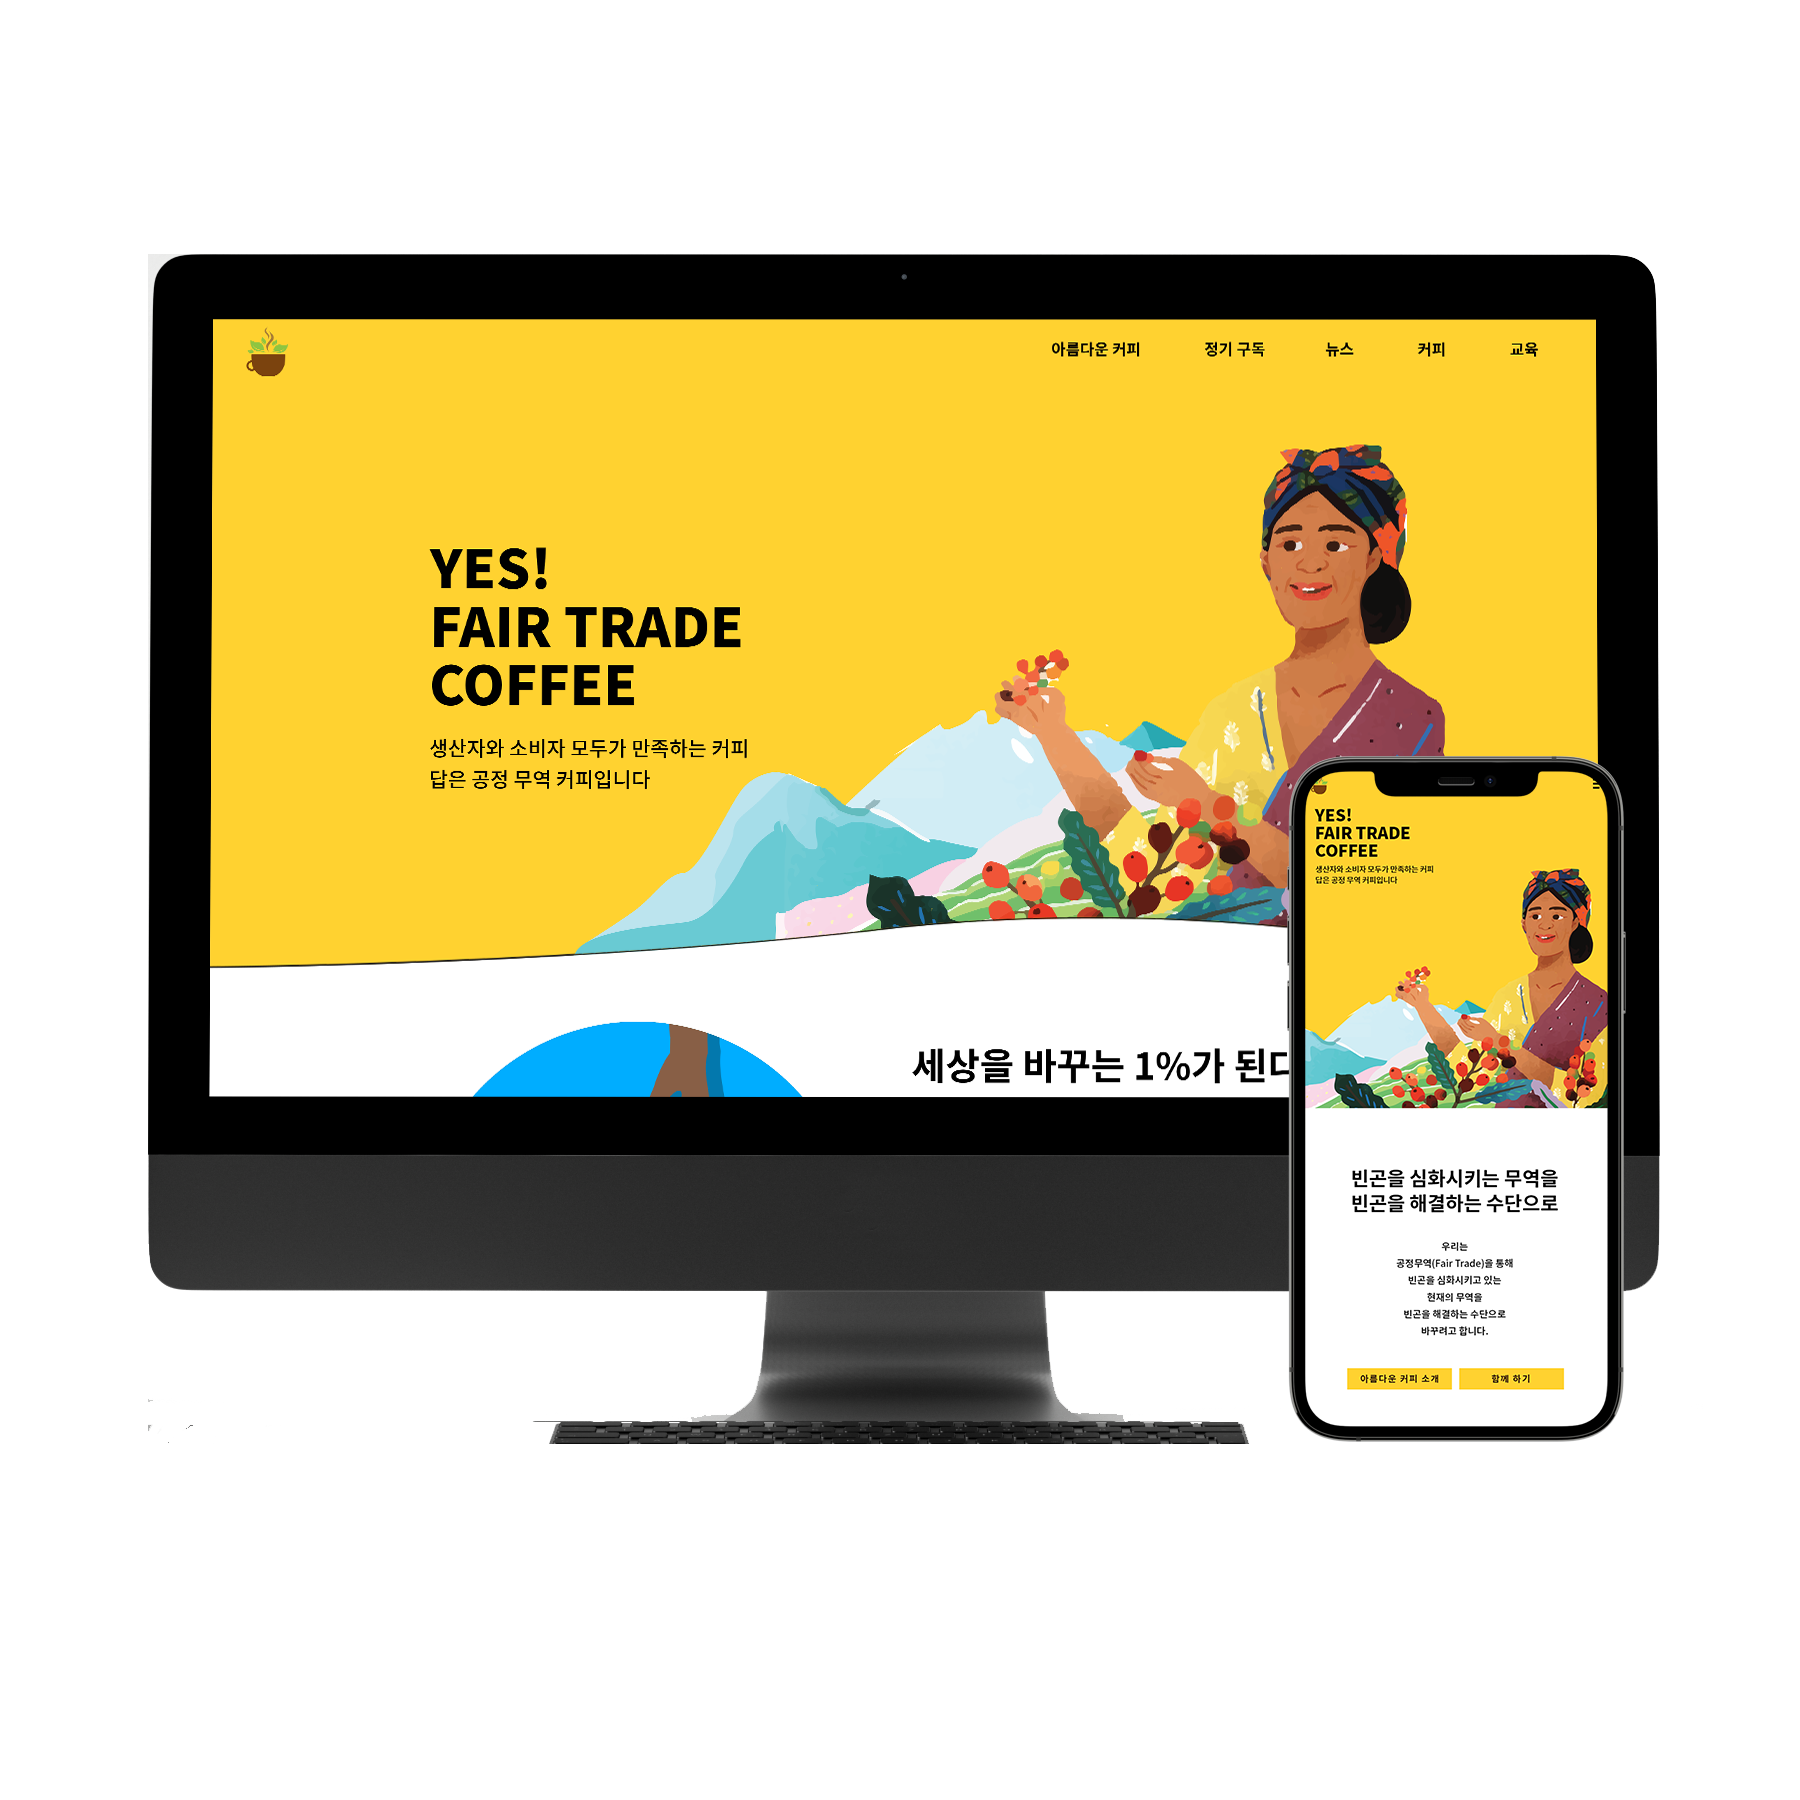 아름다운 커피 정기 구독 뉴스 커피 교육
YES!
FAIR TRADE
COFFEE
생산자와 소비자 모두가 만족하는 커피
답은 공정 무역 커피입니다
세상을 바꾸는 1%가
YES!
FAIR TRADE
COFFEE
생산자와 소비자 모두가 만족하는 커피
답은 공정 무역 커피입니다
빈곤을 심화시키는 무역을
빈곤을 해결하는 수단으로
우리는
공정무역(Fair Trade)을 통해
빈곤을 심화시키고 있는
현재의 무역을
빈곤을 해결하는 수단으로
바꾸려고 합니다.
아름다운 커피 소개 함께 하기